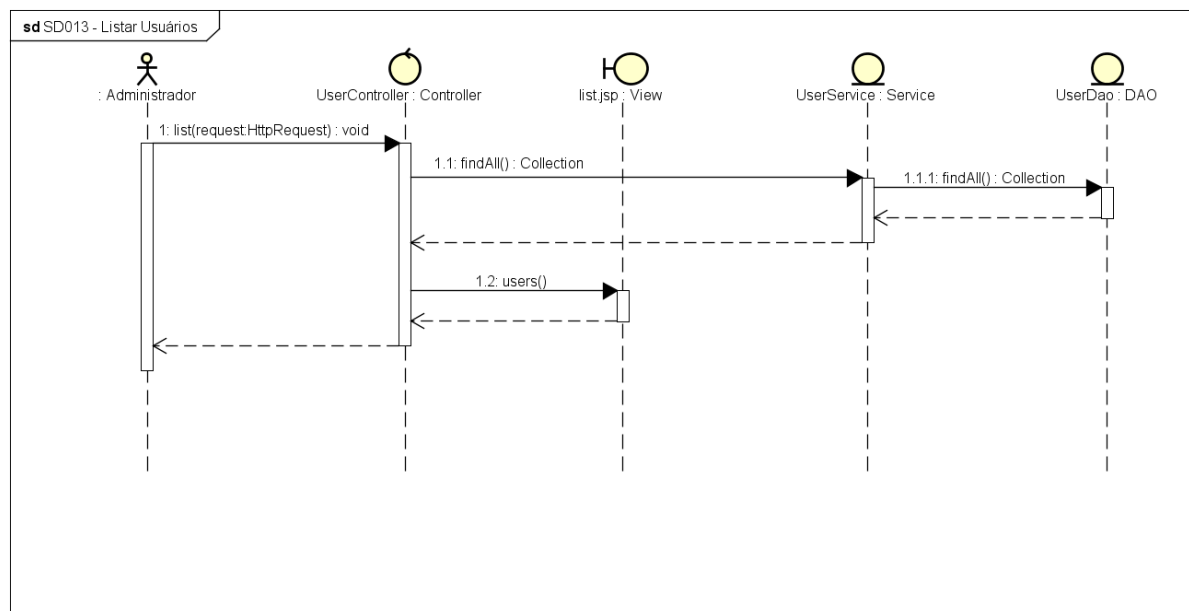 sd SD013 - Listar Usuários
: Administrador
UserController : Controller
list.jsp : View
UserService : Service
UserDao : DAO
1: list(request:HttpRequest) : void
1.1: findAll() : Collection
1.1.1: findAll() : Collection
1.2: users()